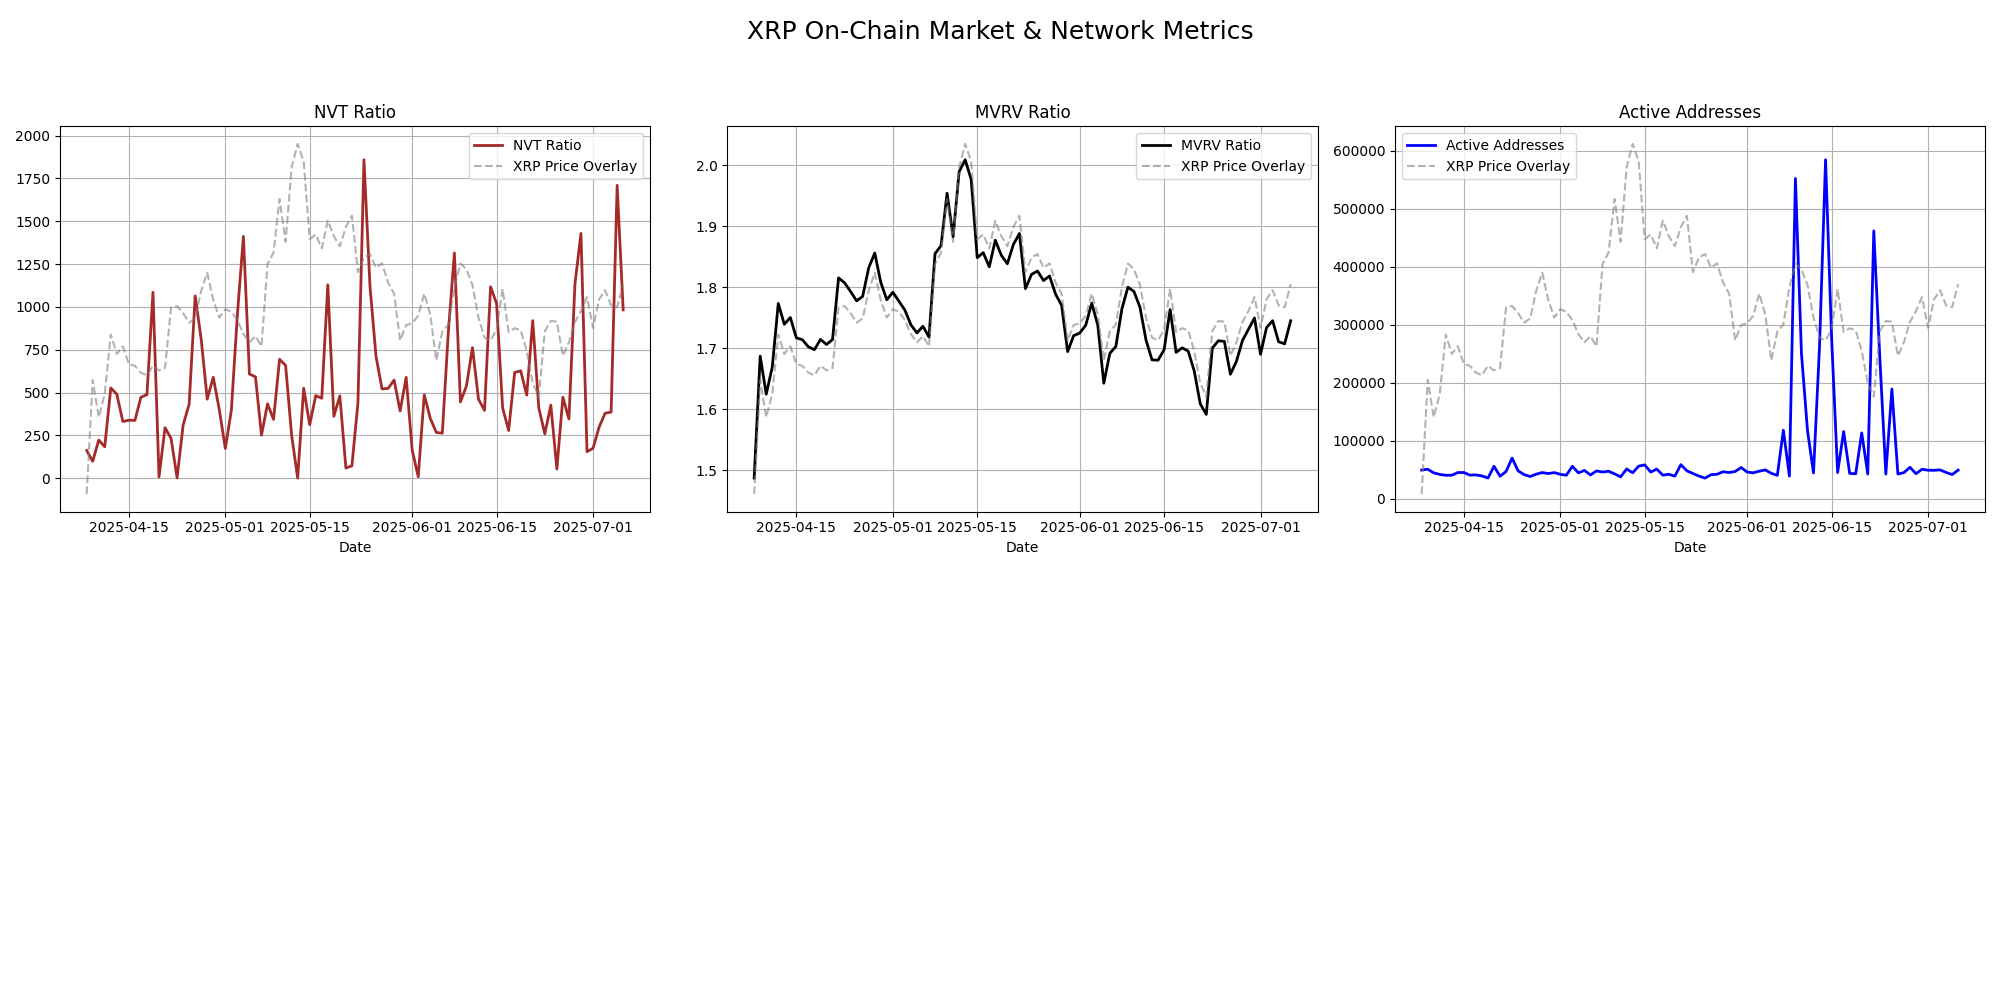 XRP On-Chain Market & Network Metrics
NVT Ratio
2000
1750
1500
1250
1000
750
500
250
0
NVT Ratio
XRP Price Overlay
2025-04-15 2025-05-01 2025-05-15 2025-06-01 2025-06-15 2025-07-01
Date
MVRV Ratio
2.0
1.9
1.8
1.7
1.6
1.5
MVRV Ratio
XRP Price Overlay
2025-04-15 2025-05-01 2025-05-15 2025-06-01 2025-06-15 2025-07-01
Date
Active Addresses
600000
500000
400000
300000
200000
100000
0
Active Addresses
XRP Price Overlay
2025-04-15 2025-05-01 2025-05-15 2025-06-01 2025-06-15 2025-07-01
Date